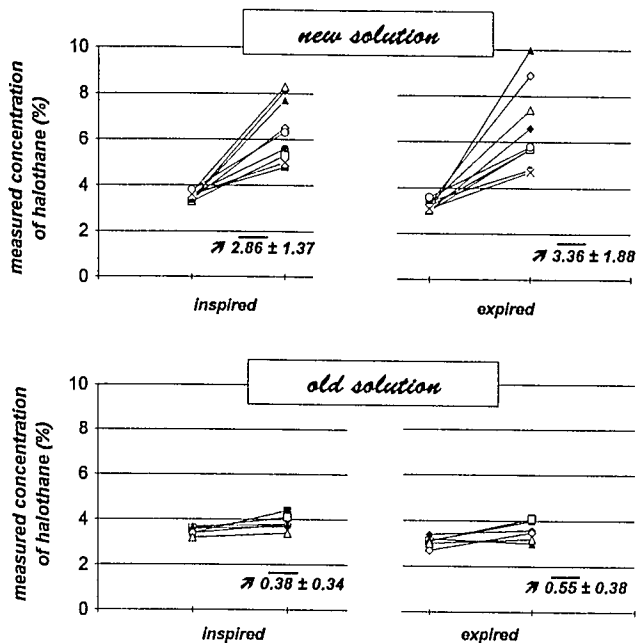 new solution
measured concentration
of halothane (%)
10
8
6
4
2
0
↗ 2.86 ± 1.37
↗ 3.36 ± 1.88
inspired
expired
old solution
measured concentration
of halothane (%)
10
8
6
4
2
0
↗ 0.38 ± 0.34
↗ 0.55 ± 0.38
inspired
expired